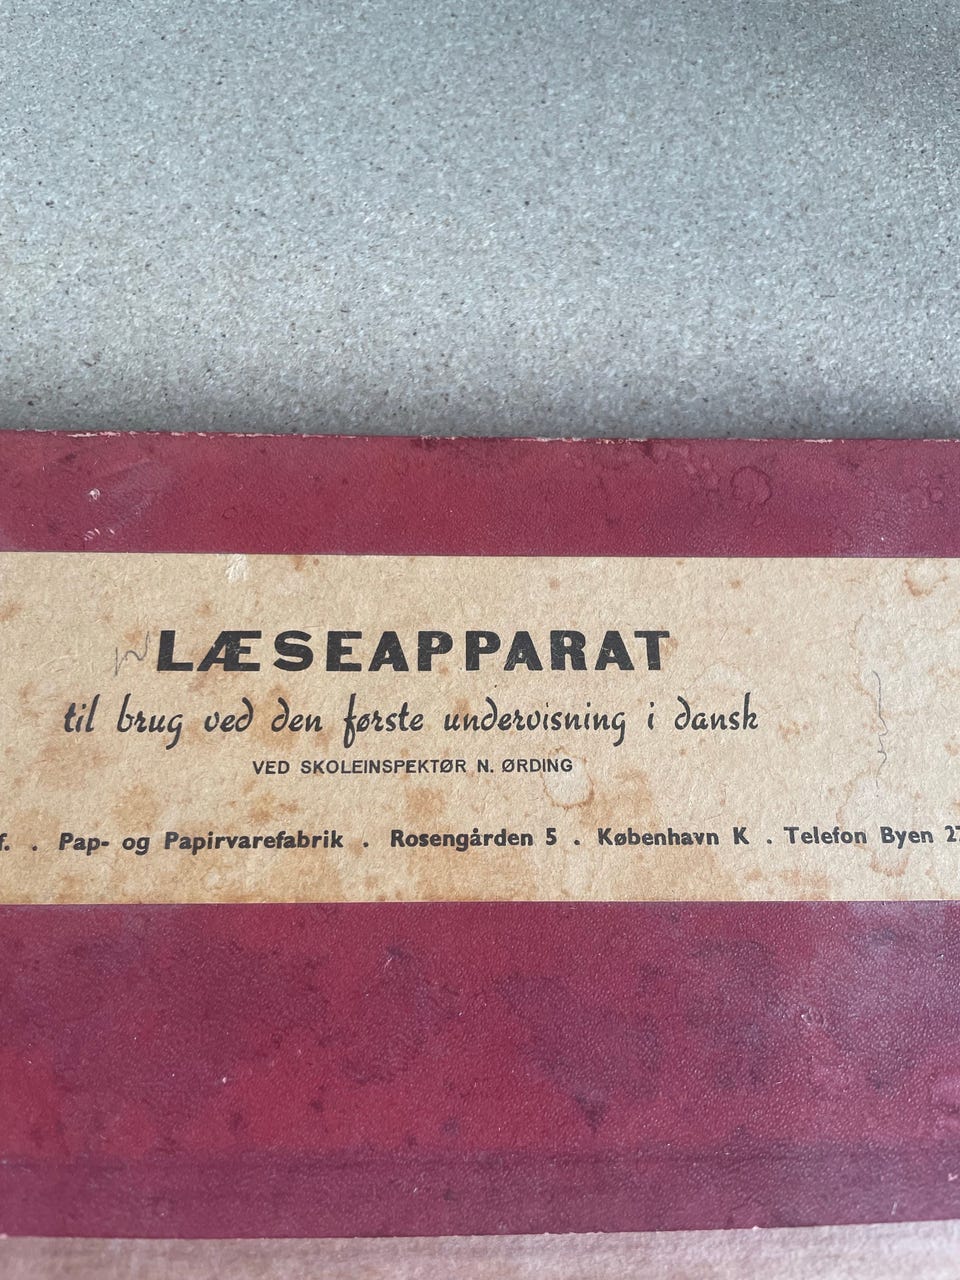 LÆSEAPPARAT
til brug ved den første undervisning i dansk
VED SKOLEINSPEKTØR N. ØRDING
f. . Pap- og Papirvarefabrik . Rosengården 5 . København K . Telefon Byen 27